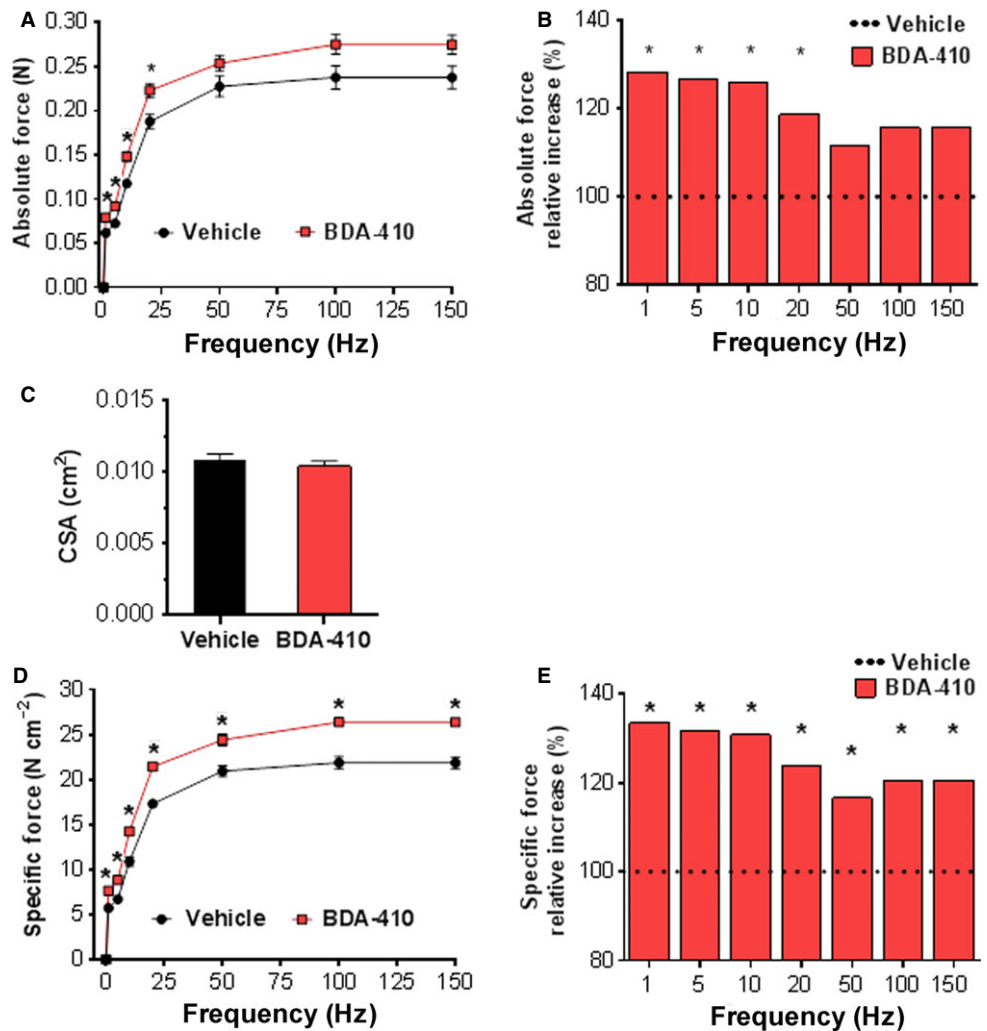 A
Absolute force (N)
0.30
0.25
0.20
0.15
0.10
0.05
0.00
* * * *
Vehicle BDA-410
0 25 50 75 100 125 150
Frequency (Hz)
B
Vehicle
BDA-410
Absolute force
relative increase (%)
140
120
100
80
* * * *
1 5 10 20 50 100 150
Frequency (Hz)
C
CSA (cm²)
0.015
0.010
0.005
0.000
Vehicle BDA-410
D
Specific force (N cm⁻²)
30
25
20
15
10
5
0
* * * * * * *
Vehicle BDA-410
0 25 50 75 100 125 150
Frequency (Hz)
E
Vehicle
BDA-410
Specific force
relative increase (%)
140
120
100
80
* * * * * * *
1 5 10 20 50 100 150
Frequency (Hz)